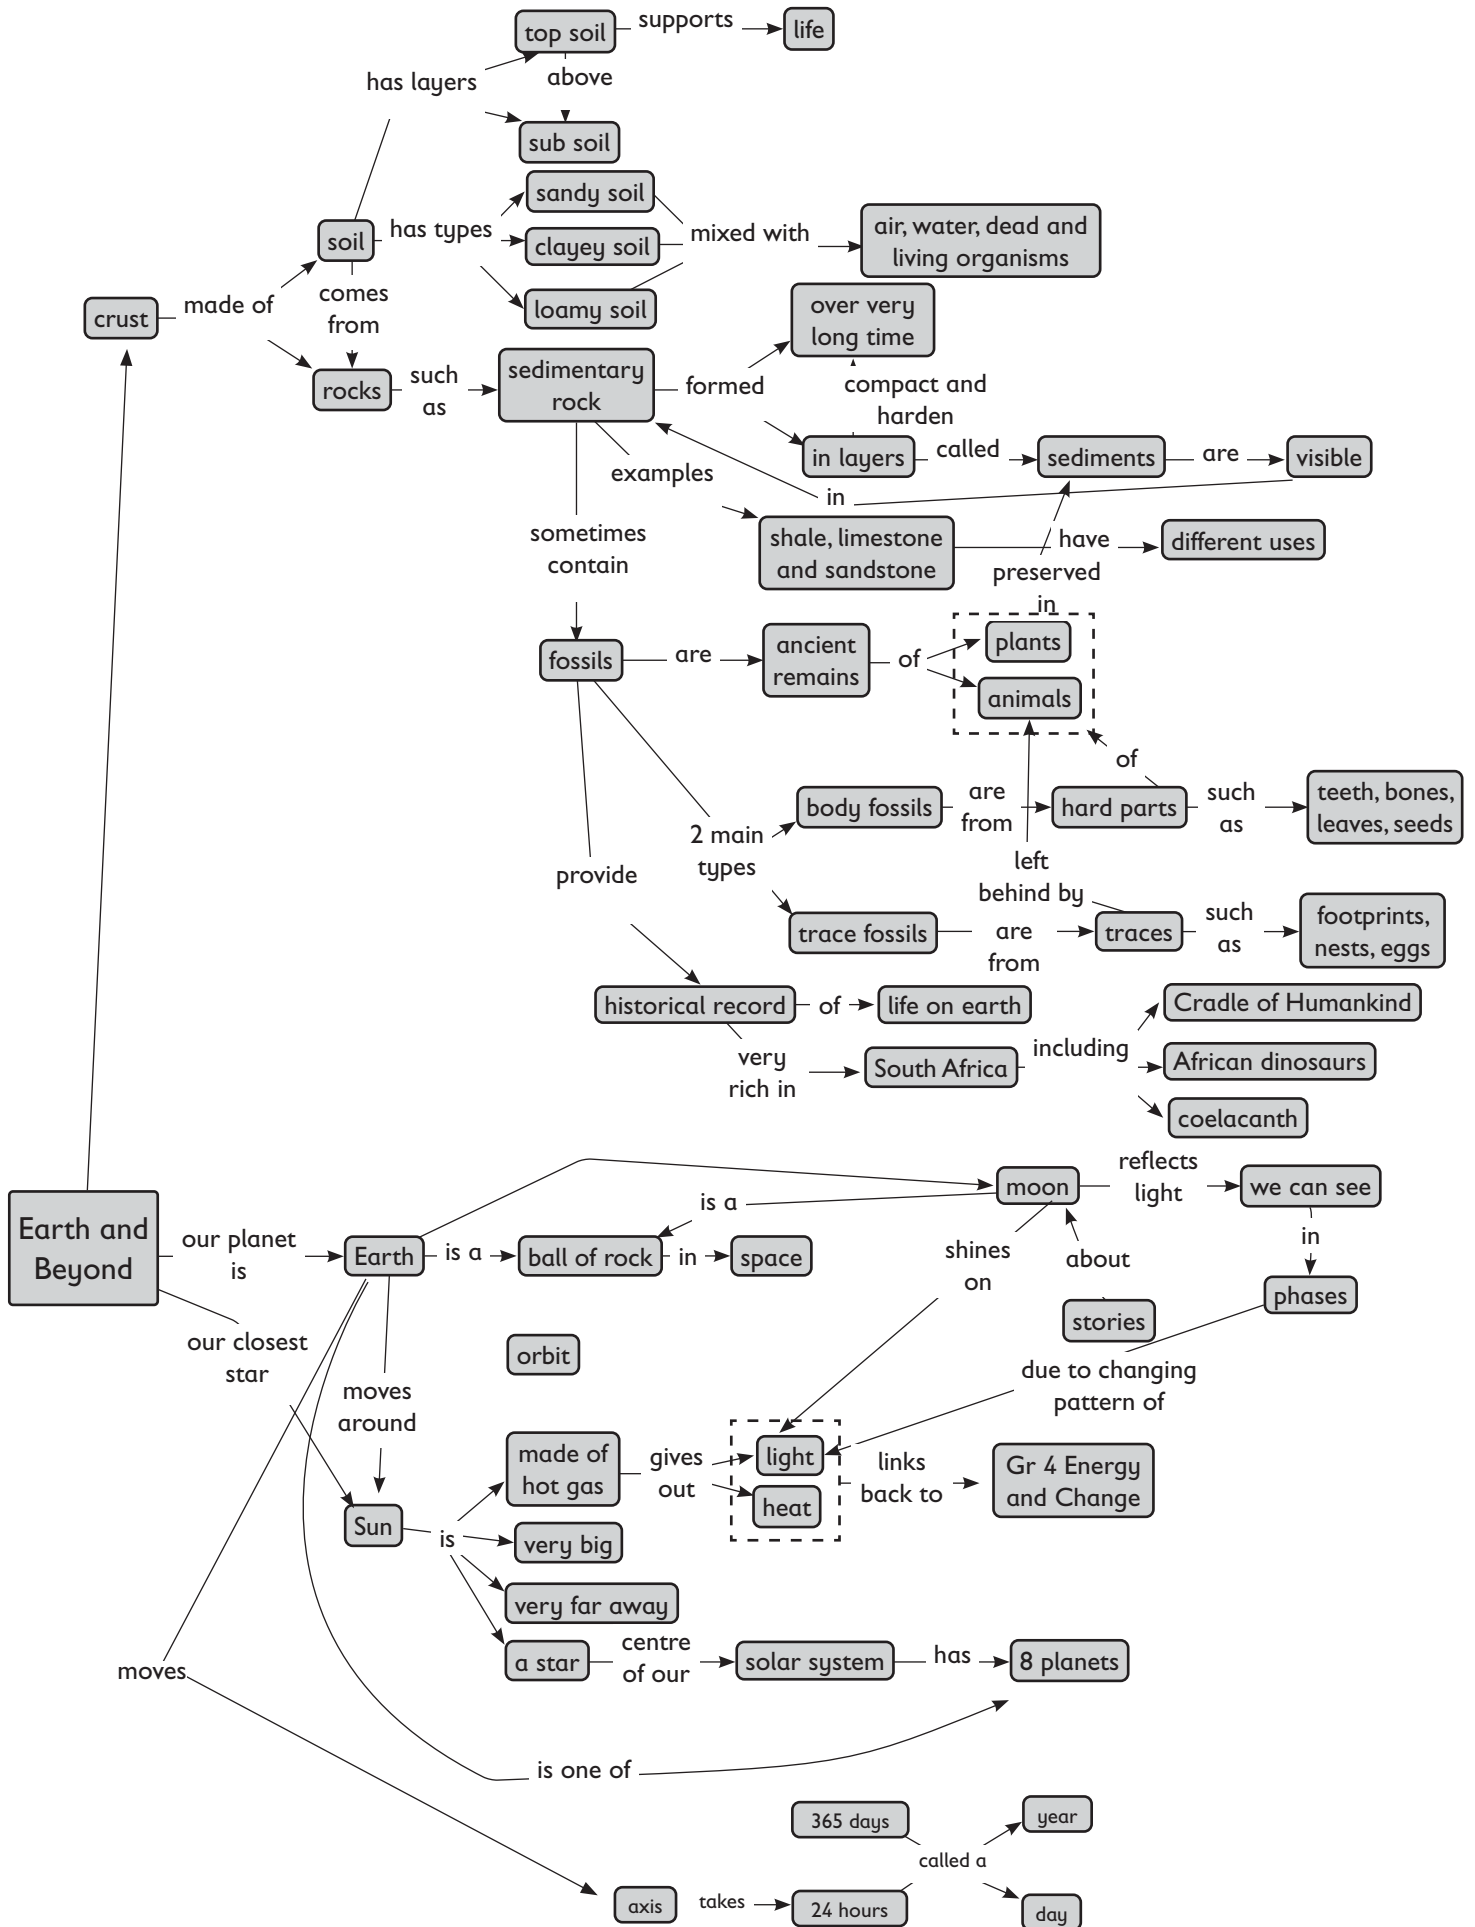 top soil
supports
life
has layers
above
sub soil
sandy soil
soil
has types
clayey soil
mixed with
air, water, dead and
living organisms
loamy soil
crust
made of
comes
from
over very
long time
rocks
such
as
sedimentary
rock
formed
compact and
harden
in layers
called
sediments
are
visible
examples
in
sometimes
contain
shale, limestone
and sandstone
have
different uses
preserved
in
fossils
are
ancient
remains
of
plants
animals
of
body fossils
are
from
hard parts
such
as
teeth, bones,
leaves, seeds
2 main
types
provide
left
behind by
trace fossils
are
from
traces
such
as
footprints,
nests, eggs
historical record
of
life on earth
Cradle of Humankind
very
rich in
South Africa
including
African dinosaurs
coelacanth
moon
reflects
light
we can see
is a
Earth and
Beyond
our planet
is
Earth
is a
ball of rock
in
space
shines
on
about
in
stories
phases
our closest
star
orbit
moves
around
due to changing
pattern of
made of
hot gas
gives
out
light
heat
links
back to
Gr 4 Energy
and Change
Sun
is
very big
very far away
a star
centre
of our
solar system
has
8 planets
moves
is one of
365 days
year
called a
axis
takes
24 hours
day